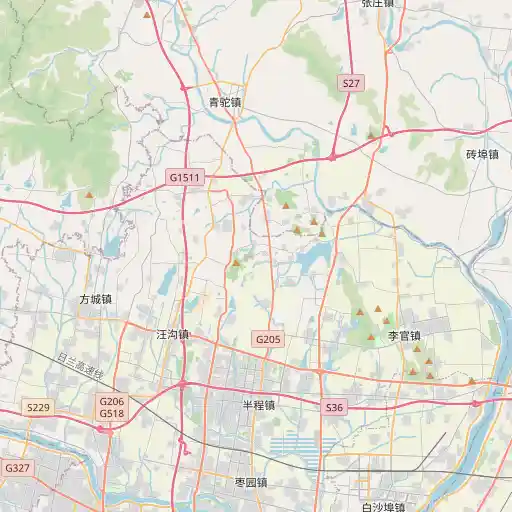 张庄镇
S27
青驼镇
砖埠镇
G1511
方城镇
汪沟镇
G205
李官镇
日兰高速线
G206
G518
S229
半程镇
S36
G327
枣园镇
白沙埠镇